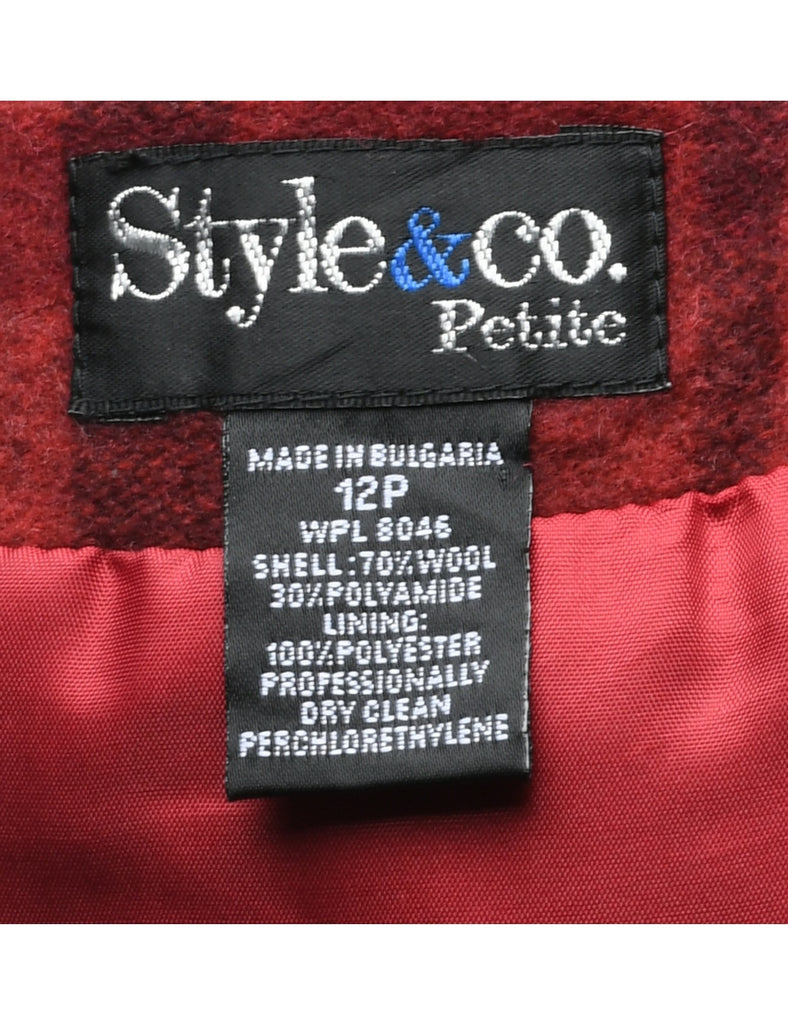 Style&co.
Petite
MADE IN BULGARIA
12P
WPL 8046
SHELL:70%WOOL
30%POLYAMIDE
LINING:
100%POLYESTER
PROFESSIONALLY
DRY CLEAN
PERCHLORETHYLENE